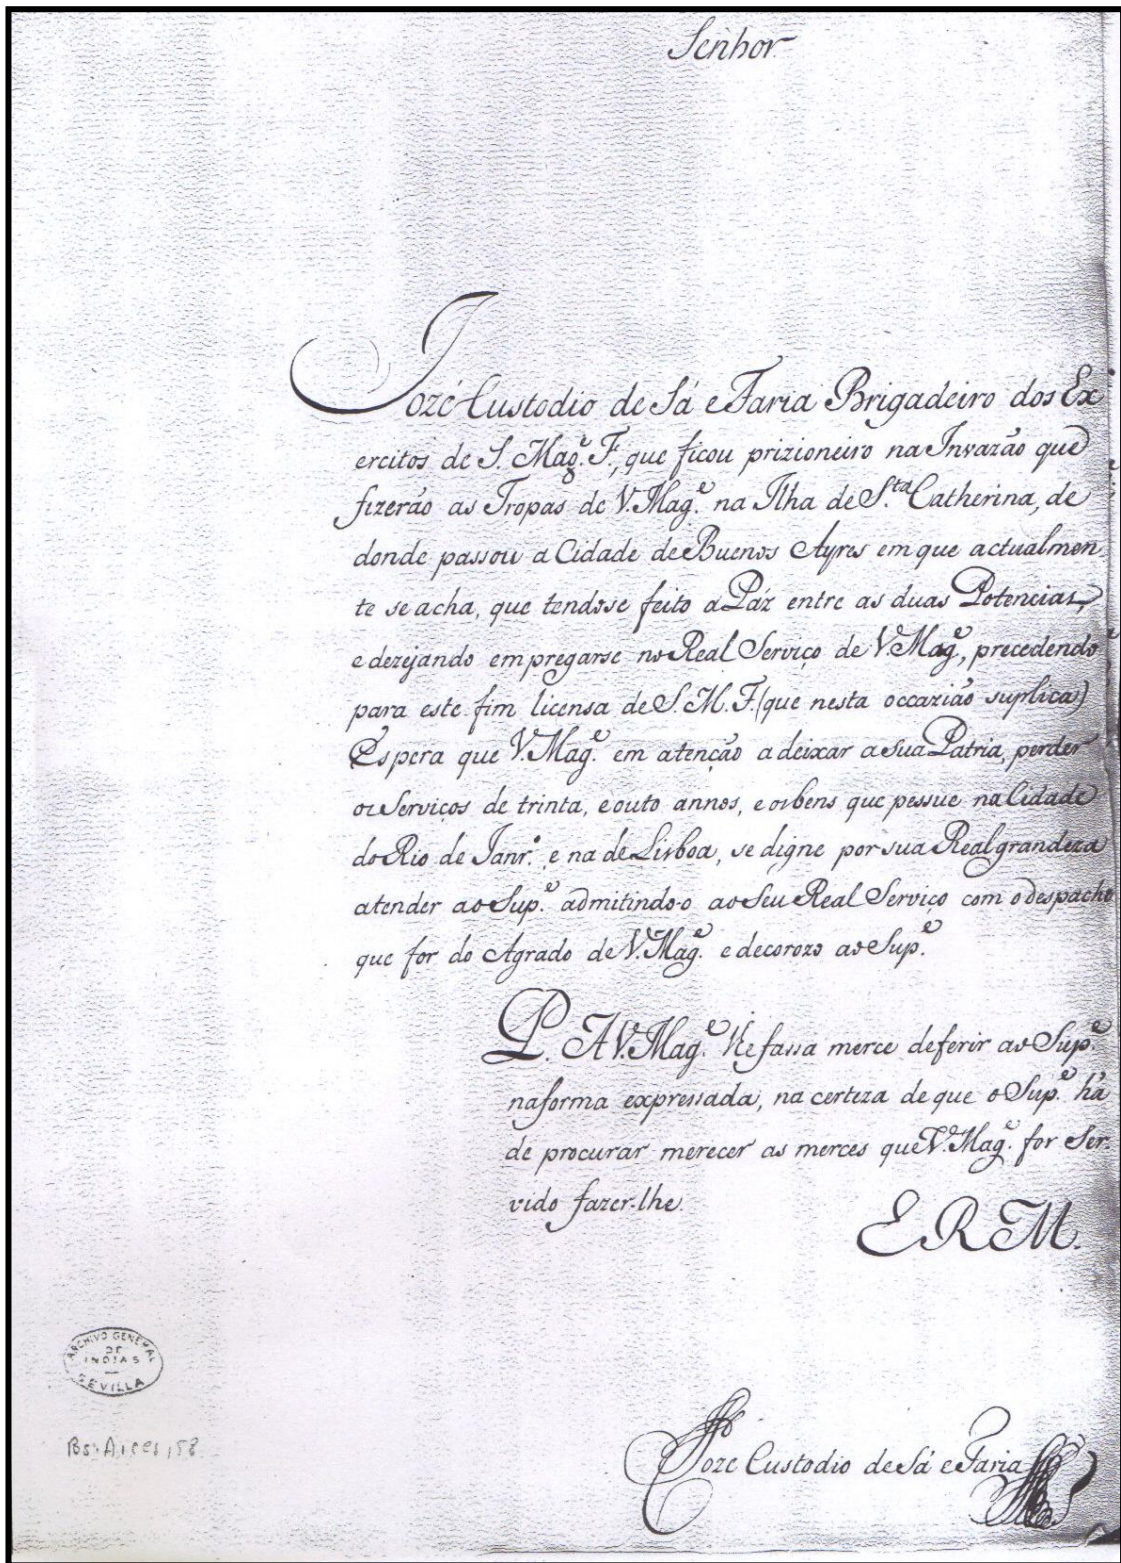 Senhor
Jozé Custodio de Sá e Faria Brigadeiro dos Ex
ercitos de S. Mag.e F., que ficou prizioneiro na Invazão que
fizerão as Tropas de V. Mag.e na Ilha de S.ta Catherina, de
donde passou a Cidade de Buenos Ayres em que actualmen
te se acha, que tendose feito a Páz entre as duas Potencias,
e dezejando empregarse no Real Serviço de V. Mag.e, precedendo
para este fim licensa de S. M. F. (que nesta occazião suplica)
Espera que V. Mag.e em atenção a deixar a sua Patria, perder
os Serviços de trinta, e outo annos, e os bens que pessue na Cidade
do Rio de Janr.o e na de Lisboa, se digne por sua Real grandeza
atender ao Sup.e admitindo-o ao Seu Real Serviço com o despacho
que for do Agrado de V. Mag.e e decorozo ao Sup.e
P. A V. Mag.e lhe fassa merce deferir ao Sup.e
na forma expressada, na certeza de que o Sup.e há
de procurar merecer as merces que V. Mag.e for Ser
vido fazer-lhe.
E R M.
ARCHIVO GENERAL
DE
INDIAS
SEVILLA
Bs. Aires, 58
Joze Custodio de Sá e Faria